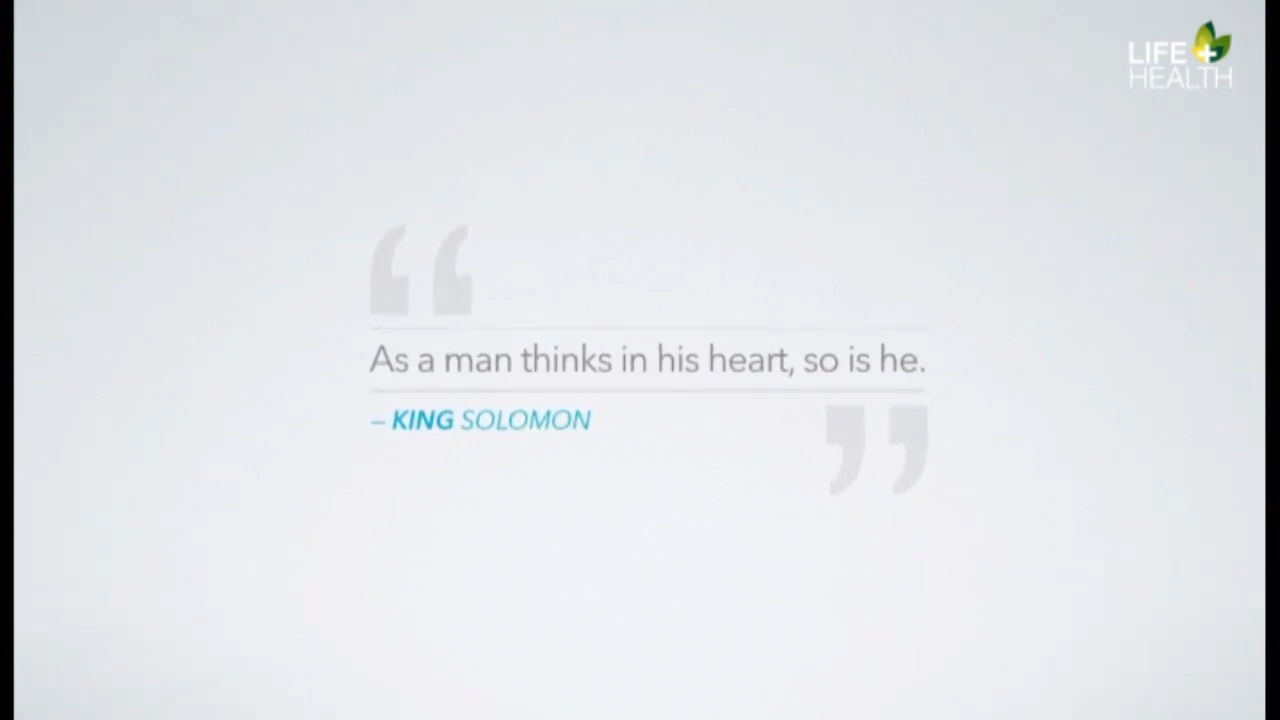 LIFE +
HEALTH
“
As a man thinks in his heart, so is he.
– KING SOLOMON
”